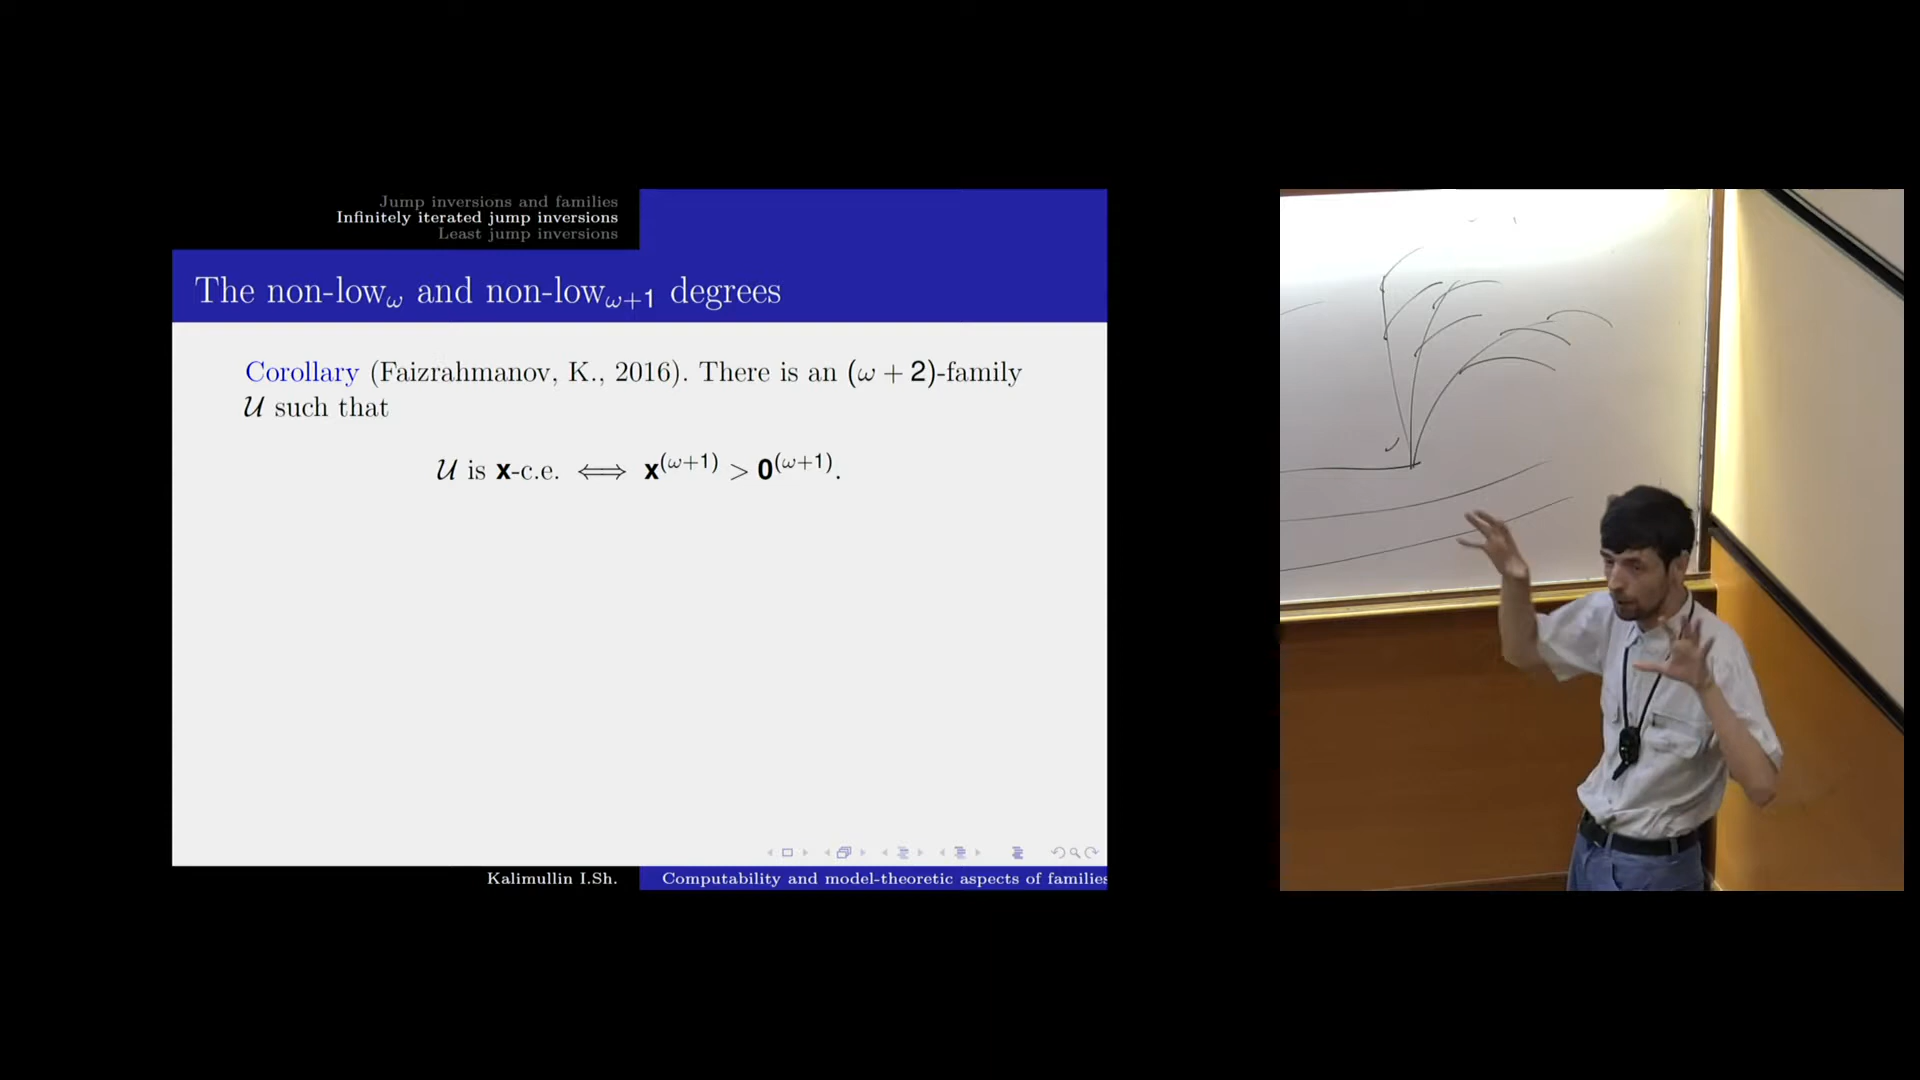 Jump inversions and families
Infinitely iterated jump inversions
Least jump inversions
The non-low_ω and non-low_{ω+1} degrees
Corollary (Faizrahmanov, K., 2016). There is an (ω + 2)-family
𝒰 such that
𝒰 is x-c.e. ⟺ x^{(ω+1)} > 0^{(ω+1)}.
Kalimullin I.Sh.
Computability and model-theoretic aspects of families